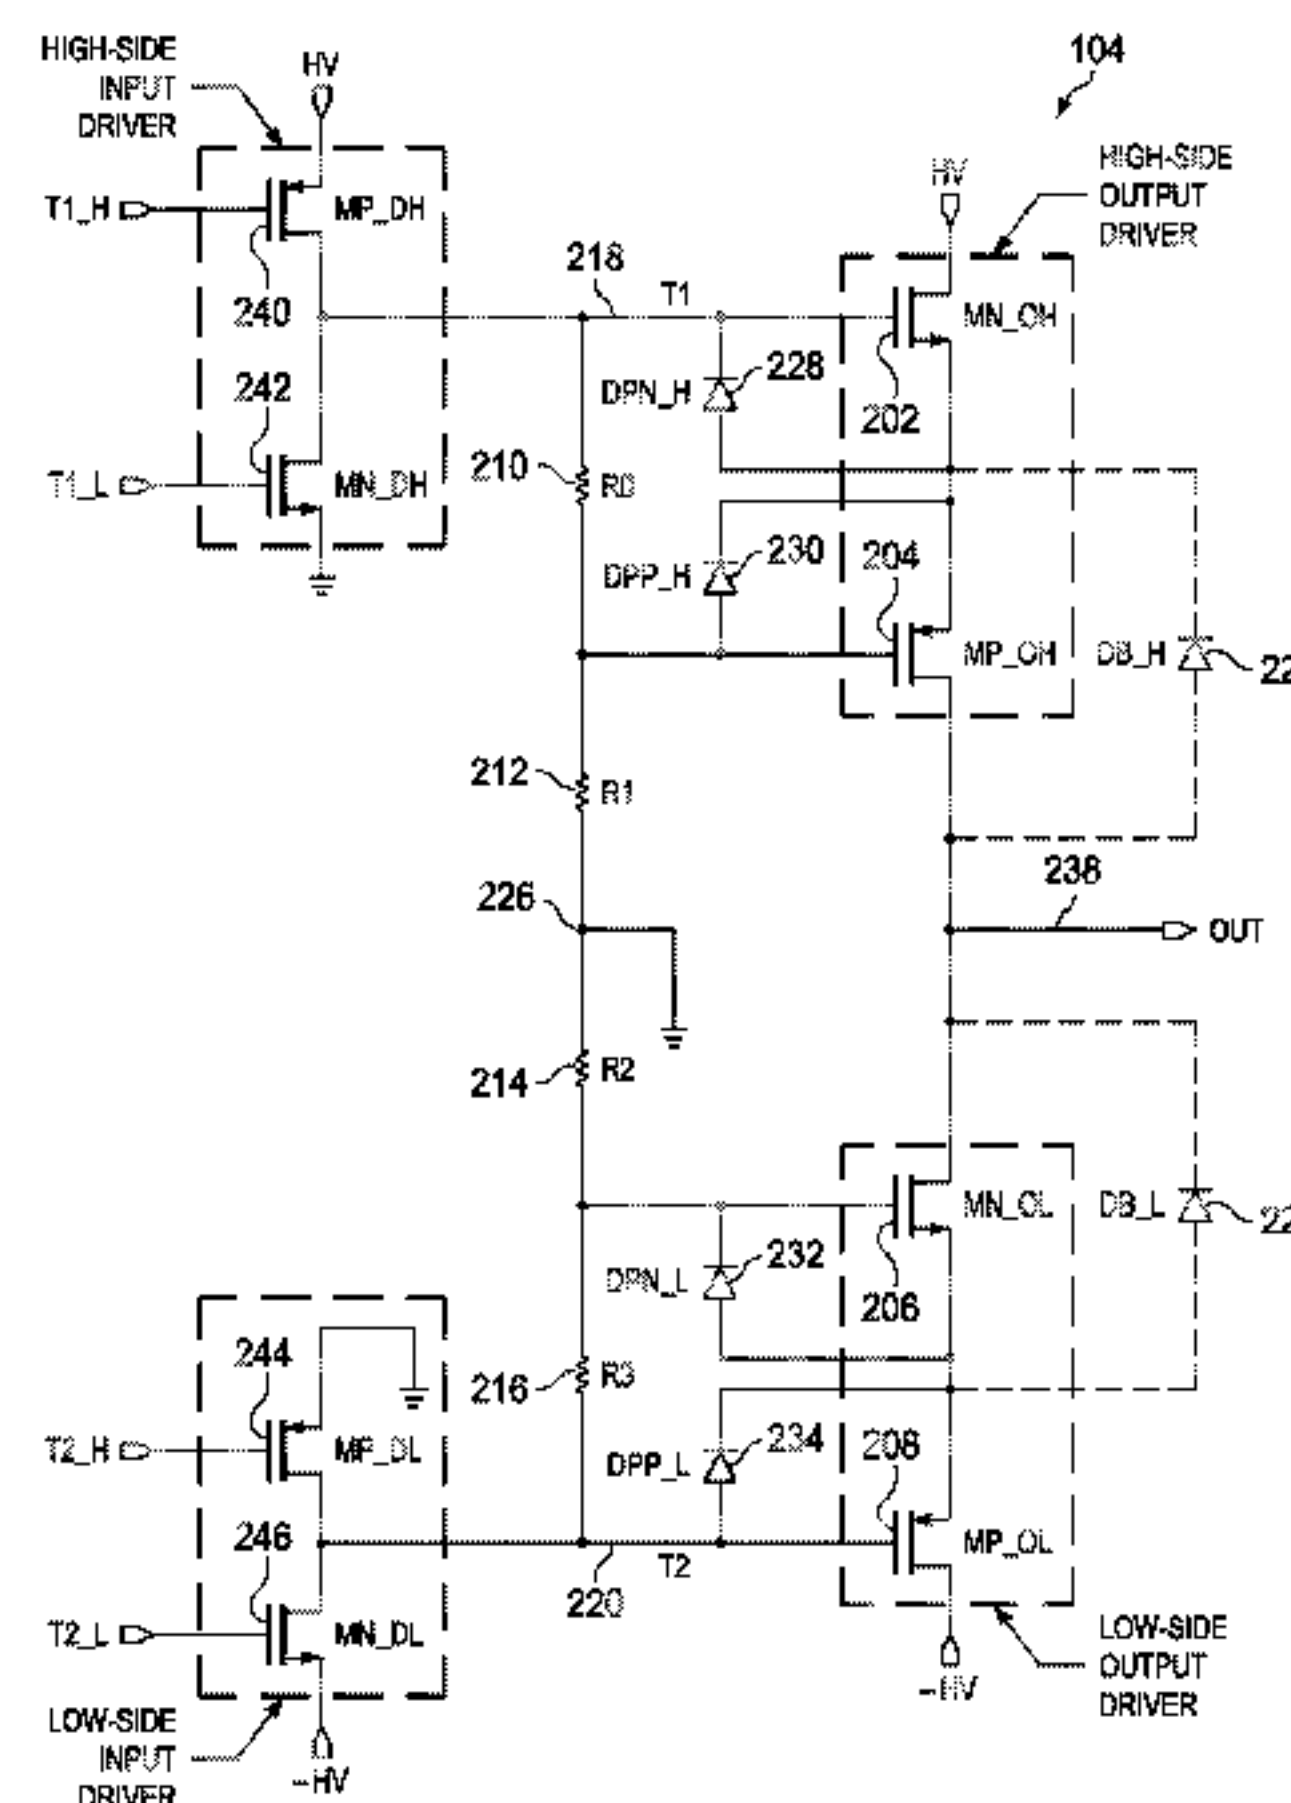 HIGH-SIDE
INPUT
DRIVER
HV
104
T1_H
MP_DH
240
HV
HIGH-SIDE
OUTPUT
DRIVER
218
T1
MN_OH
202
242
T1_L
MN_DH
DPN_H
228
210
R0
DPP_H
230
204
MP_OH
DB_H
22
212
R1
226
238
OUT
214
R2
MN_OL
206
DB_L
22
DPN_L
232
244
216
R3
T2_H
MP_DL
DPP_L
234
208
246
T2
220
MP_OL
T2_L
MN_DL
-HV
LOW-SIDE
OUTPUT
DRIVER
LOW-SIDE
INPUT
DRIVER
-HV